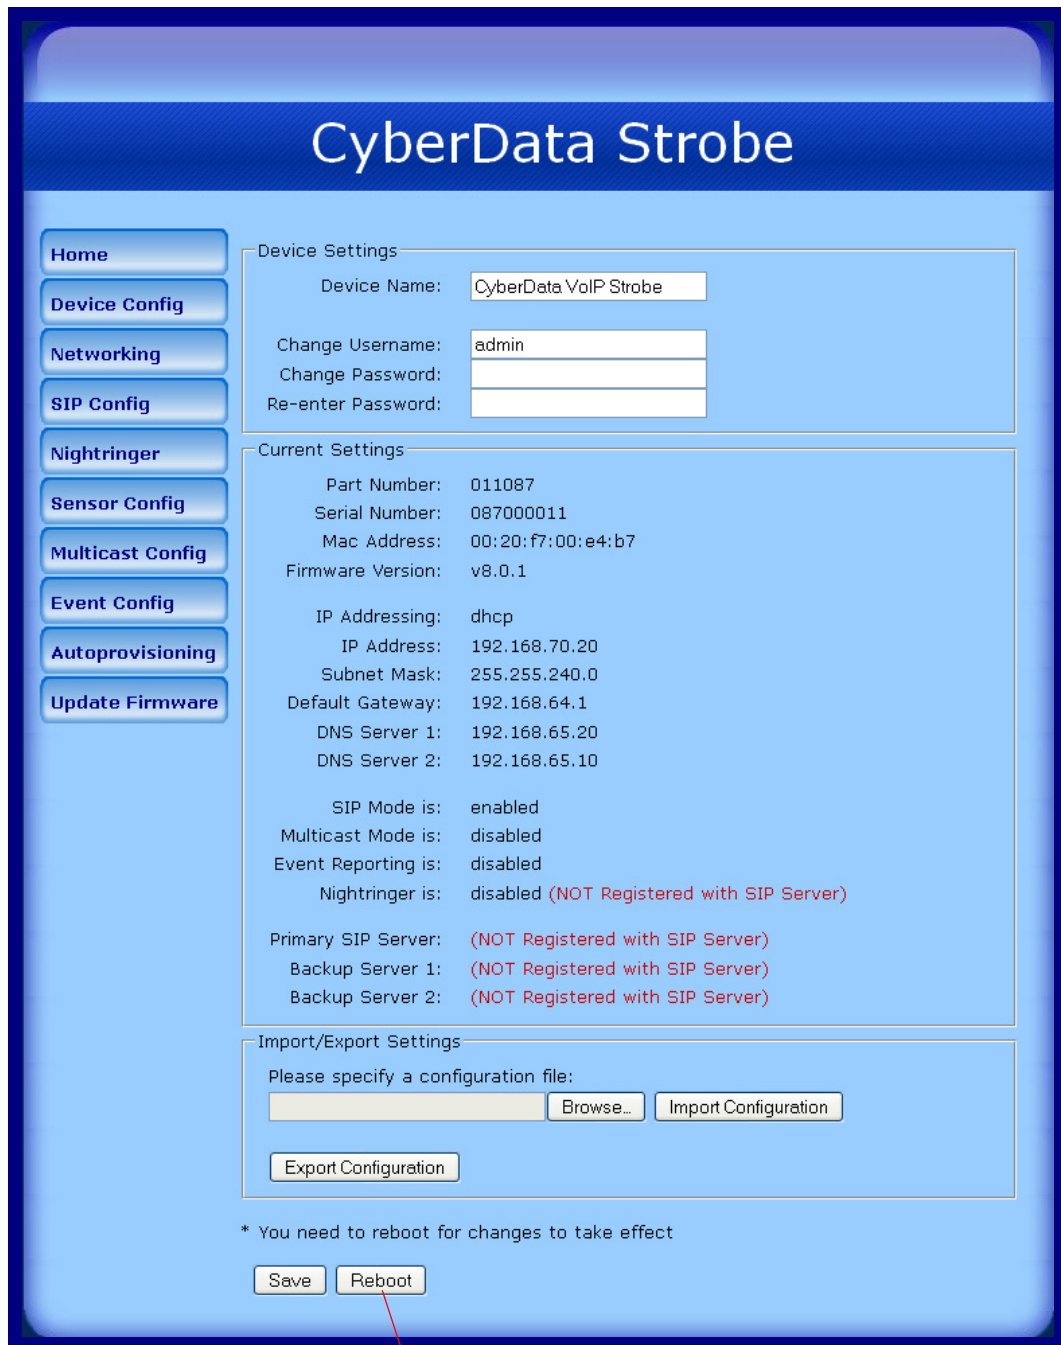 CyberData Strobe
Home
Device Config
Networking
SIP Config
Nightringer
Sensor Config
Multicast Config
Event Config
Autoprovisioning
Update Firmware
Device Settings
Device Name: CyberData VoIP Strobe
Change Username: admin
Change Password:
Re-enter Password:
Current Settings
Part Number: 011087
Serial Number: 087000011
Mac Address: 00:20:f7:00:e4:b7
Firmware Version: v8.0.1
IP Addressing: dhcp
IP Address: 192.168.70.20
Subnet Mask: 255.255.240.0
Default Gateway: 192.168.64.1
DNS Server 1: 192.168.65.20
DNS Server 2: 192.168.65.10
SIP Mode is: enabled
Multicast Mode is: disabled
Event Reporting is: disabled
Nightringer is: disabled (NOT Registered with SIP Server)
Primary SIP Server: (NOT Registered with SIP Server)
Backup Server 1: (NOT Registered with SIP Server)
Backup Server 2: (NOT Registered with SIP Server)
Import/Export Settings
Please specify a configuration file:
Browse... Import Configuration
Export Configuration
* You need to reboot for changes to take effect
Save Reboot